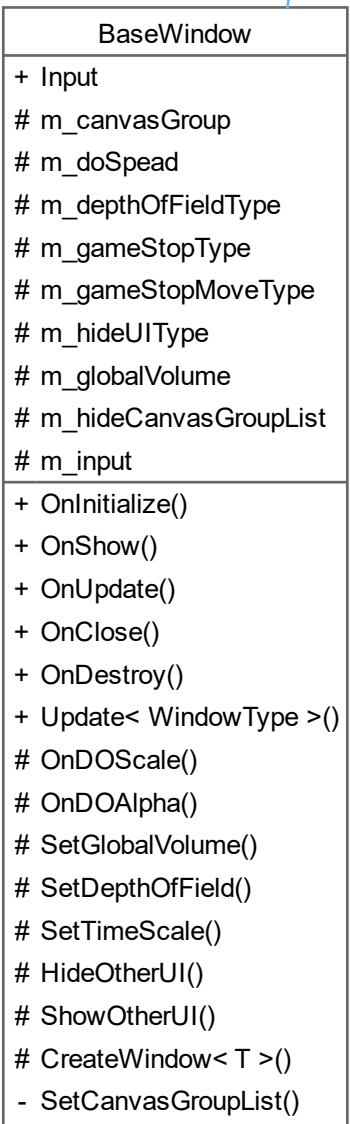 BaseWindow
+ Input
# m_canvasGroup
# m_doSpead
# m_depthOfFieldType
# m_gameStopType
# m_gameStopMoveType
# m_hideUIType
# m_globalVolume
# m_hideCanvasGroupList
# m_input
+ OnInitialize()
+ OnShow()
+ OnUpdate()
+ OnClose()
+ OnDestroy()
+ Update< WindowType >()
# OnDOScale()
# OnDOAlpha()
# SetGlobalVolume()
# SetDepthOfField()
# SetTimeScale()
# HideOtherUI()
# ShowOtherUI()
# CreateWindow< T >()
- SetCanvasGroupList()